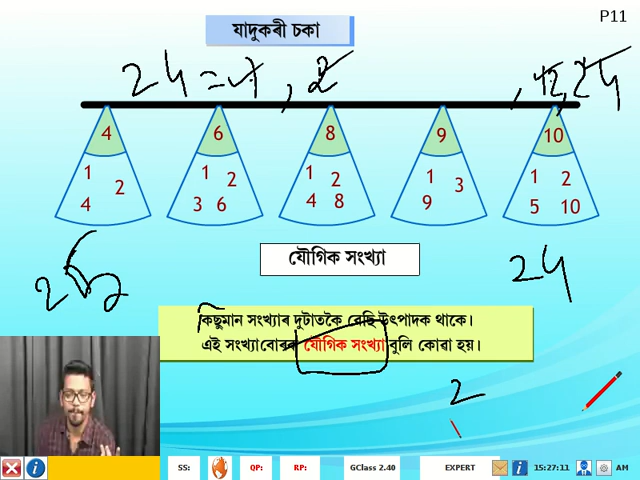 P11
যাদুকৰী চকা
24 =
4 6 8 9 10
1 2 4
1 2 3 6
1 2 4 8
1 3 9
1 2 5 10
যৌগিক সংখ্যা
24
কিছুমান সংখ্যাৰ দুটাতকৈ বেছি উৎপাদক থাকে।
এই সংখ্যাবোৰক যৌগিক সংখ্যা বুলি কোৱা হয়।
2
SS: QP: RP: GClass 2.40 EXPERT 15:27:11 AM